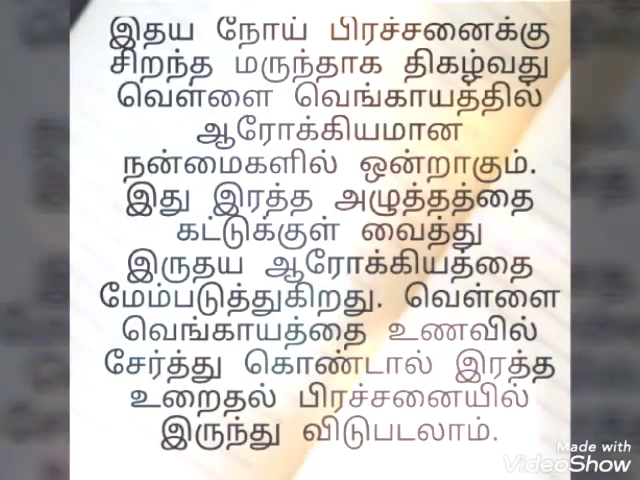 இதய நோய் பிரச்சனைக்கு
சிறந்த மருந்தாக திகழ்வது
வெள்ளை வெங்காயத்தில்
ஆரோக்கியமான
நன்மைகளில் ஒன்றாகும்.
இது இரத்த அழுத்தத்தை
கட்டுக்குள் வைத்து
இருதய ஆரோக்கியத்தை
மேம்படுத்துகிறது. வெள்ளை
வெங்காயத்தை உணவில்
சேர்த்து கொண்டால் இரத்த
உறைதல் பிரச்சனையில்
இருந்து விடுபடலாம்.
Made with
VideoShow